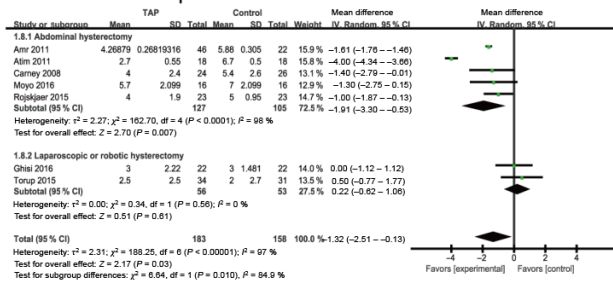 TAP Control Mean difference Mean difference
Study or subgroup Mean SD Total Mean SD Total Weight IV. Random. 95 % CI IV. Random. 95 % CI
1.8.1 Abdominal hysterectomy
Amr 2011 4.26879 0.26819316 46 5.88 0.305 22 15.9 % −1.61 (−1.76 −−1.46)
Atim 2011 2.7 0.55 18 6.7 0.5 18 15.8 % −4.00 (−4.34 −−3.66)
Carney 2008 4 2.4 24 5.4 2.6 26 13.0 % −1.40 (−2.79 −−0.01)
Moyo 2016 5.7 2.099 16 7 2.099 16 12.9 % −1.30 (−2.75 −0.15)
Rojskjaer 2015 4 1.9 23 5 0.95 23 14.9 % −1.00 (−1.87 −−0.13)
Subtotal (95 % CI) 127 105 72.5 % −1.91 (−3.30 −−0.53)
Heterogeneity: τ² = 2.27; χ² = 162.70, df = 4 (P < 0.0001); I² = 98 %
Test for overall effect: Z = 2.70 (P = 0.007)
1.8.2 Laparoscopic or robotic hysterectomy
Ghisi 2016 3 2.22 22 3 1.481 22 14.0 % 0.00 (−1.12 −1.12)
Torup 2015 2.5 2.5 34 2 2.7 31 13.5 % 0.50 (−0.77 −1.77)
Subtotal (95 % CI) 56 53 27.5 % 0.22 (−0.62 −1.06)
Heterogeneity: τ² = 0.00; χ² = 0.34, df = 1 (P = 0.56); I² = 0 %
Test for overall effect: Z = 0.51 (P = 0.61)
Total (95 % CI) 183 158 100.0 % −1.32 (−2.51 −−0.13)
Heterogeneity: τ² = 2.31; χ² = 188.25, df = 6 (P < 0.00001); I² = 97 %
Test for overall effect: Z = 2.17 (P = 0.03)
Test for subgroup differences: χ² = 6.64, df = 1 (P = 0.010), I² = 84.9 %
−4 −2 0 2 4
Favors [experimental] Favors [control]